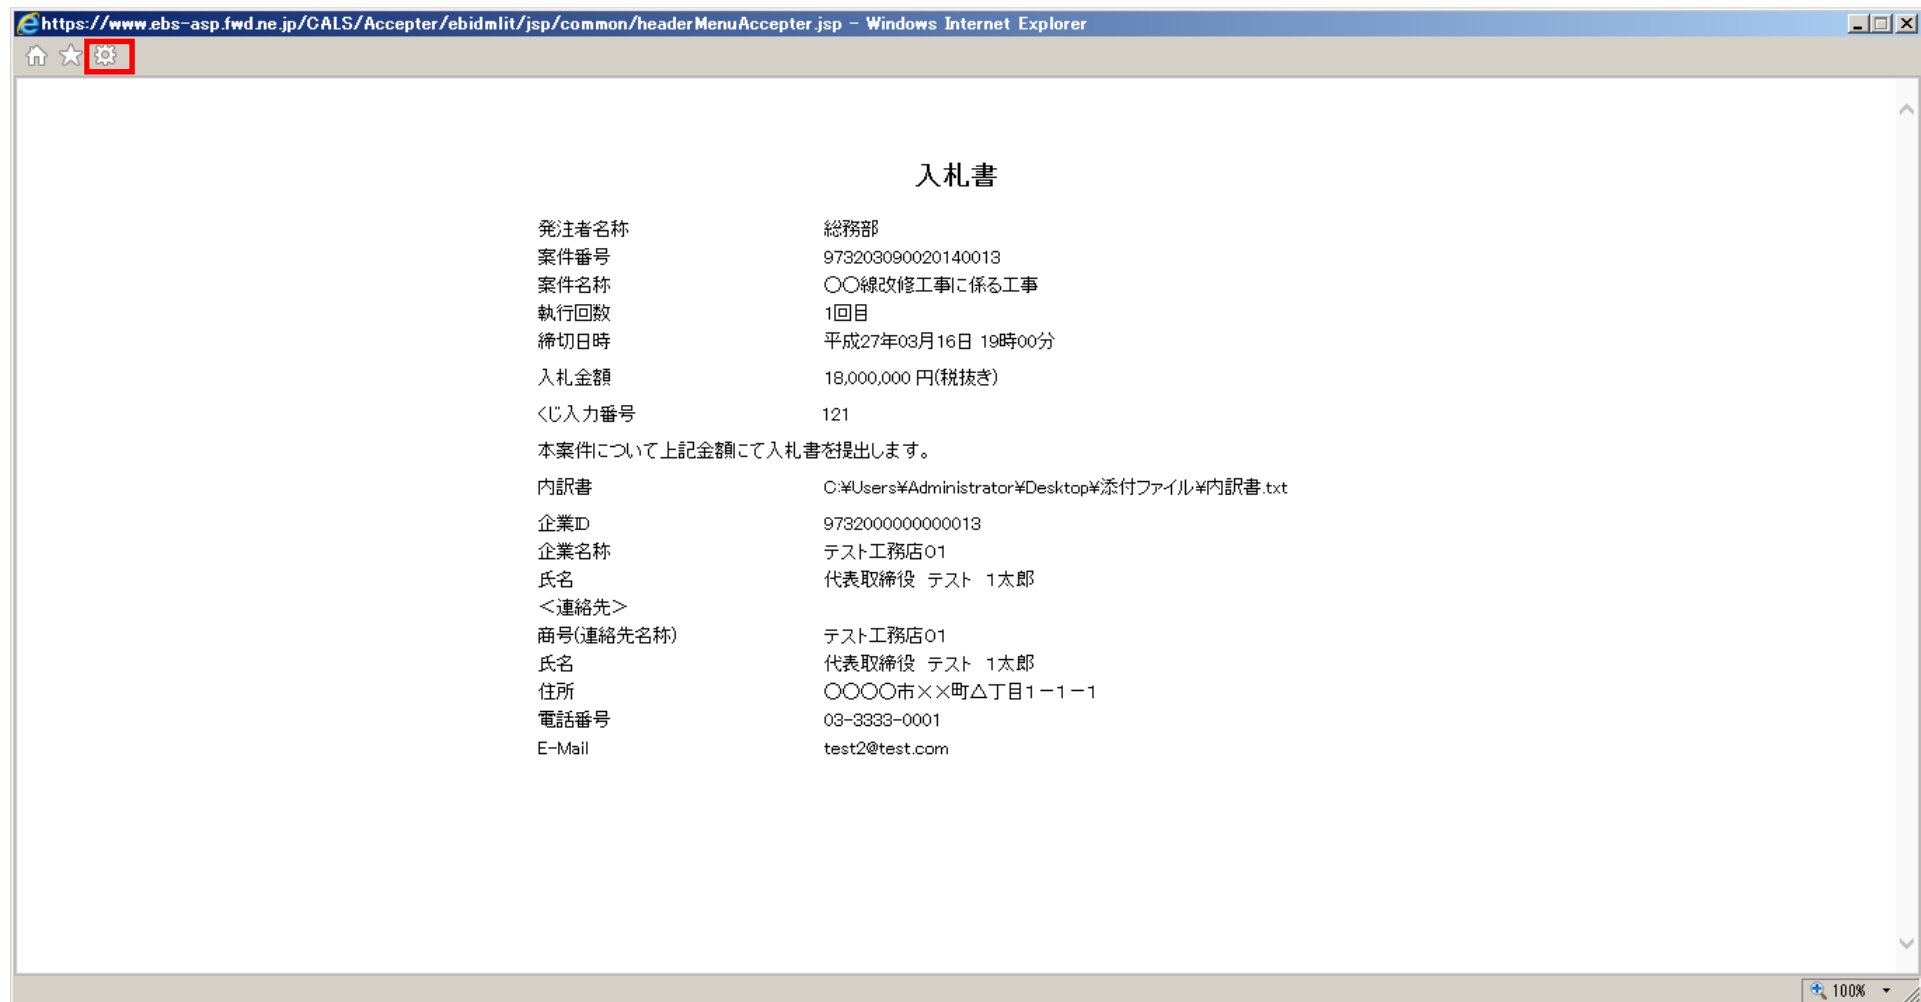 https://www.ebs-asp.fwd.ne.jp/CALS/Accepter/ebidmlit/jsp/common/headerMenuAccepter.jsp - Windows Internet Explorer
入札書
発注者名称 総務部
案件番号 973203090020140013
案件名称 〇〇線改修工事に係る工事
執行回数 1回目
締切日時 平成27年03月16日 19時00分
入札金額 18,000,000 円(税抜き)
くじ入力番号 121
本案件について上記金額にて入札書を提出します。
内訳書 C:¥Users¥Administrator¥Desktop¥添付ファイル¥内訳書.txt
企業ID 9732000000000013
企業名称 テスト工務店01
氏名 代表取締役 テスト 1太郎
＜連絡先＞
商号(連絡先名称) テスト工務店01
氏名 代表取締役 テスト 1太郎
住所 〇〇〇〇市××町△丁目1－1－1
電話番号 03-3333-0001
E-Mail test2@test.com
100%